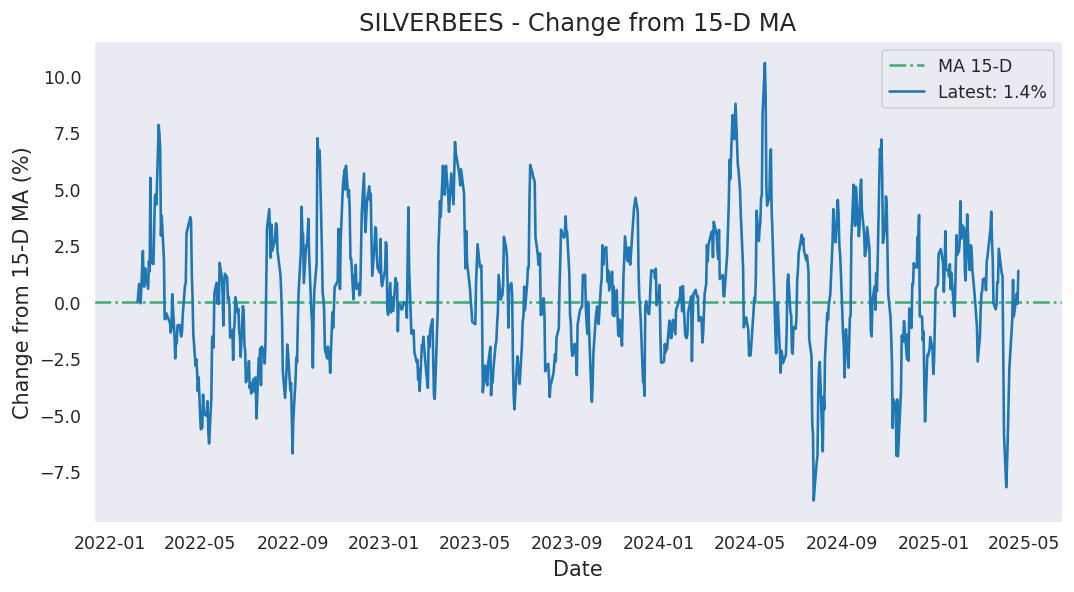 SILVERBEES - Change from 15-D MA
MA 15-D
Latest: 1.4%
Change from 15-D MA (%)
10.0
7.5
5.0
2.5
0.0
−2.5
−5.0
−7.5
2022-01 2022-05 2022-09 2023-01 2023-05 2023-09 2024-01 2024-05 2024-09 2025-01 2025-05
Date